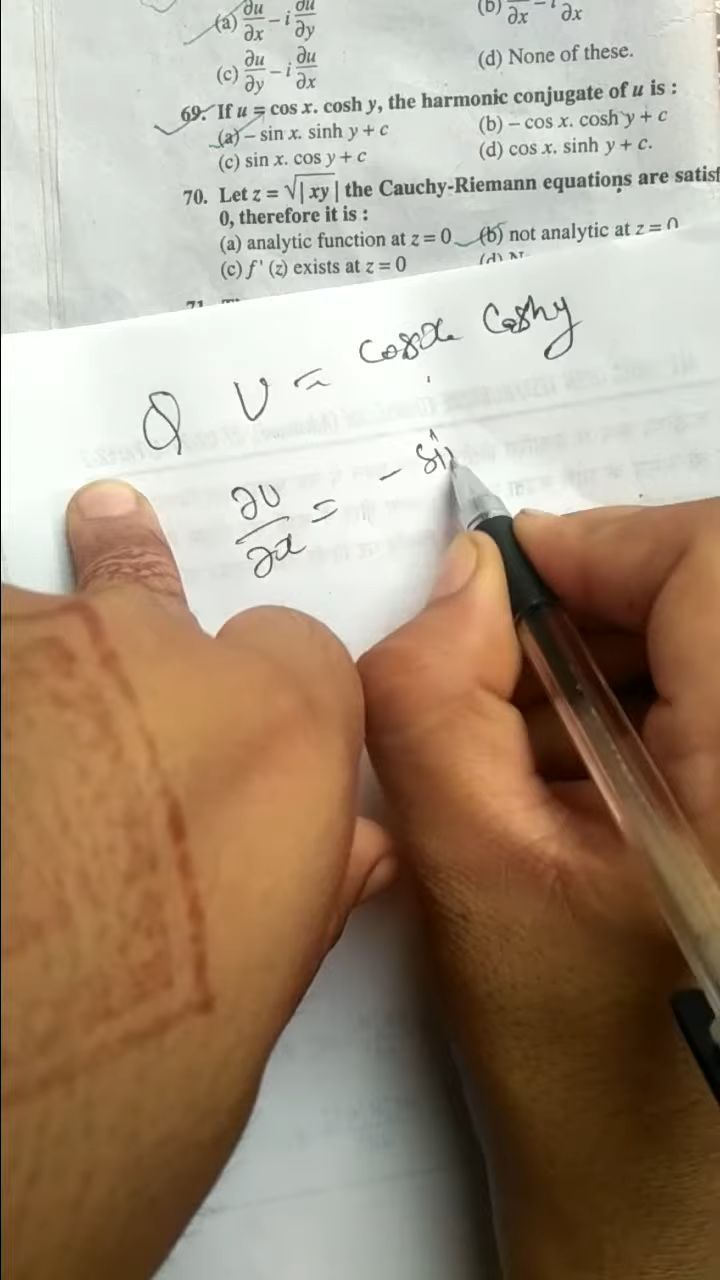 (a) ∂u/∂x − i ∂u/∂y
(b) ∂x − i ∂x
(c) ∂u/∂y − i ∂u/∂x
(d) None of these.
69. If u = cos x. cosh y, the harmonic conjugate of u is :
(a) – sin x. sinh y + c
(b) – cos x. cosh y + c
(c) sin x. cos y + c
(d) cos x. sinh y + c.
70. Let z = √|xy| the Cauchy-Riemann equations are satisf
0, therefore it is :
(a) analytic function at z = 0
(b) not analytic at z = 0
(c) f' (z) exists at z = 0
(d)
71.
Q U = cosx Coshy
∂U/∂x = − Sin